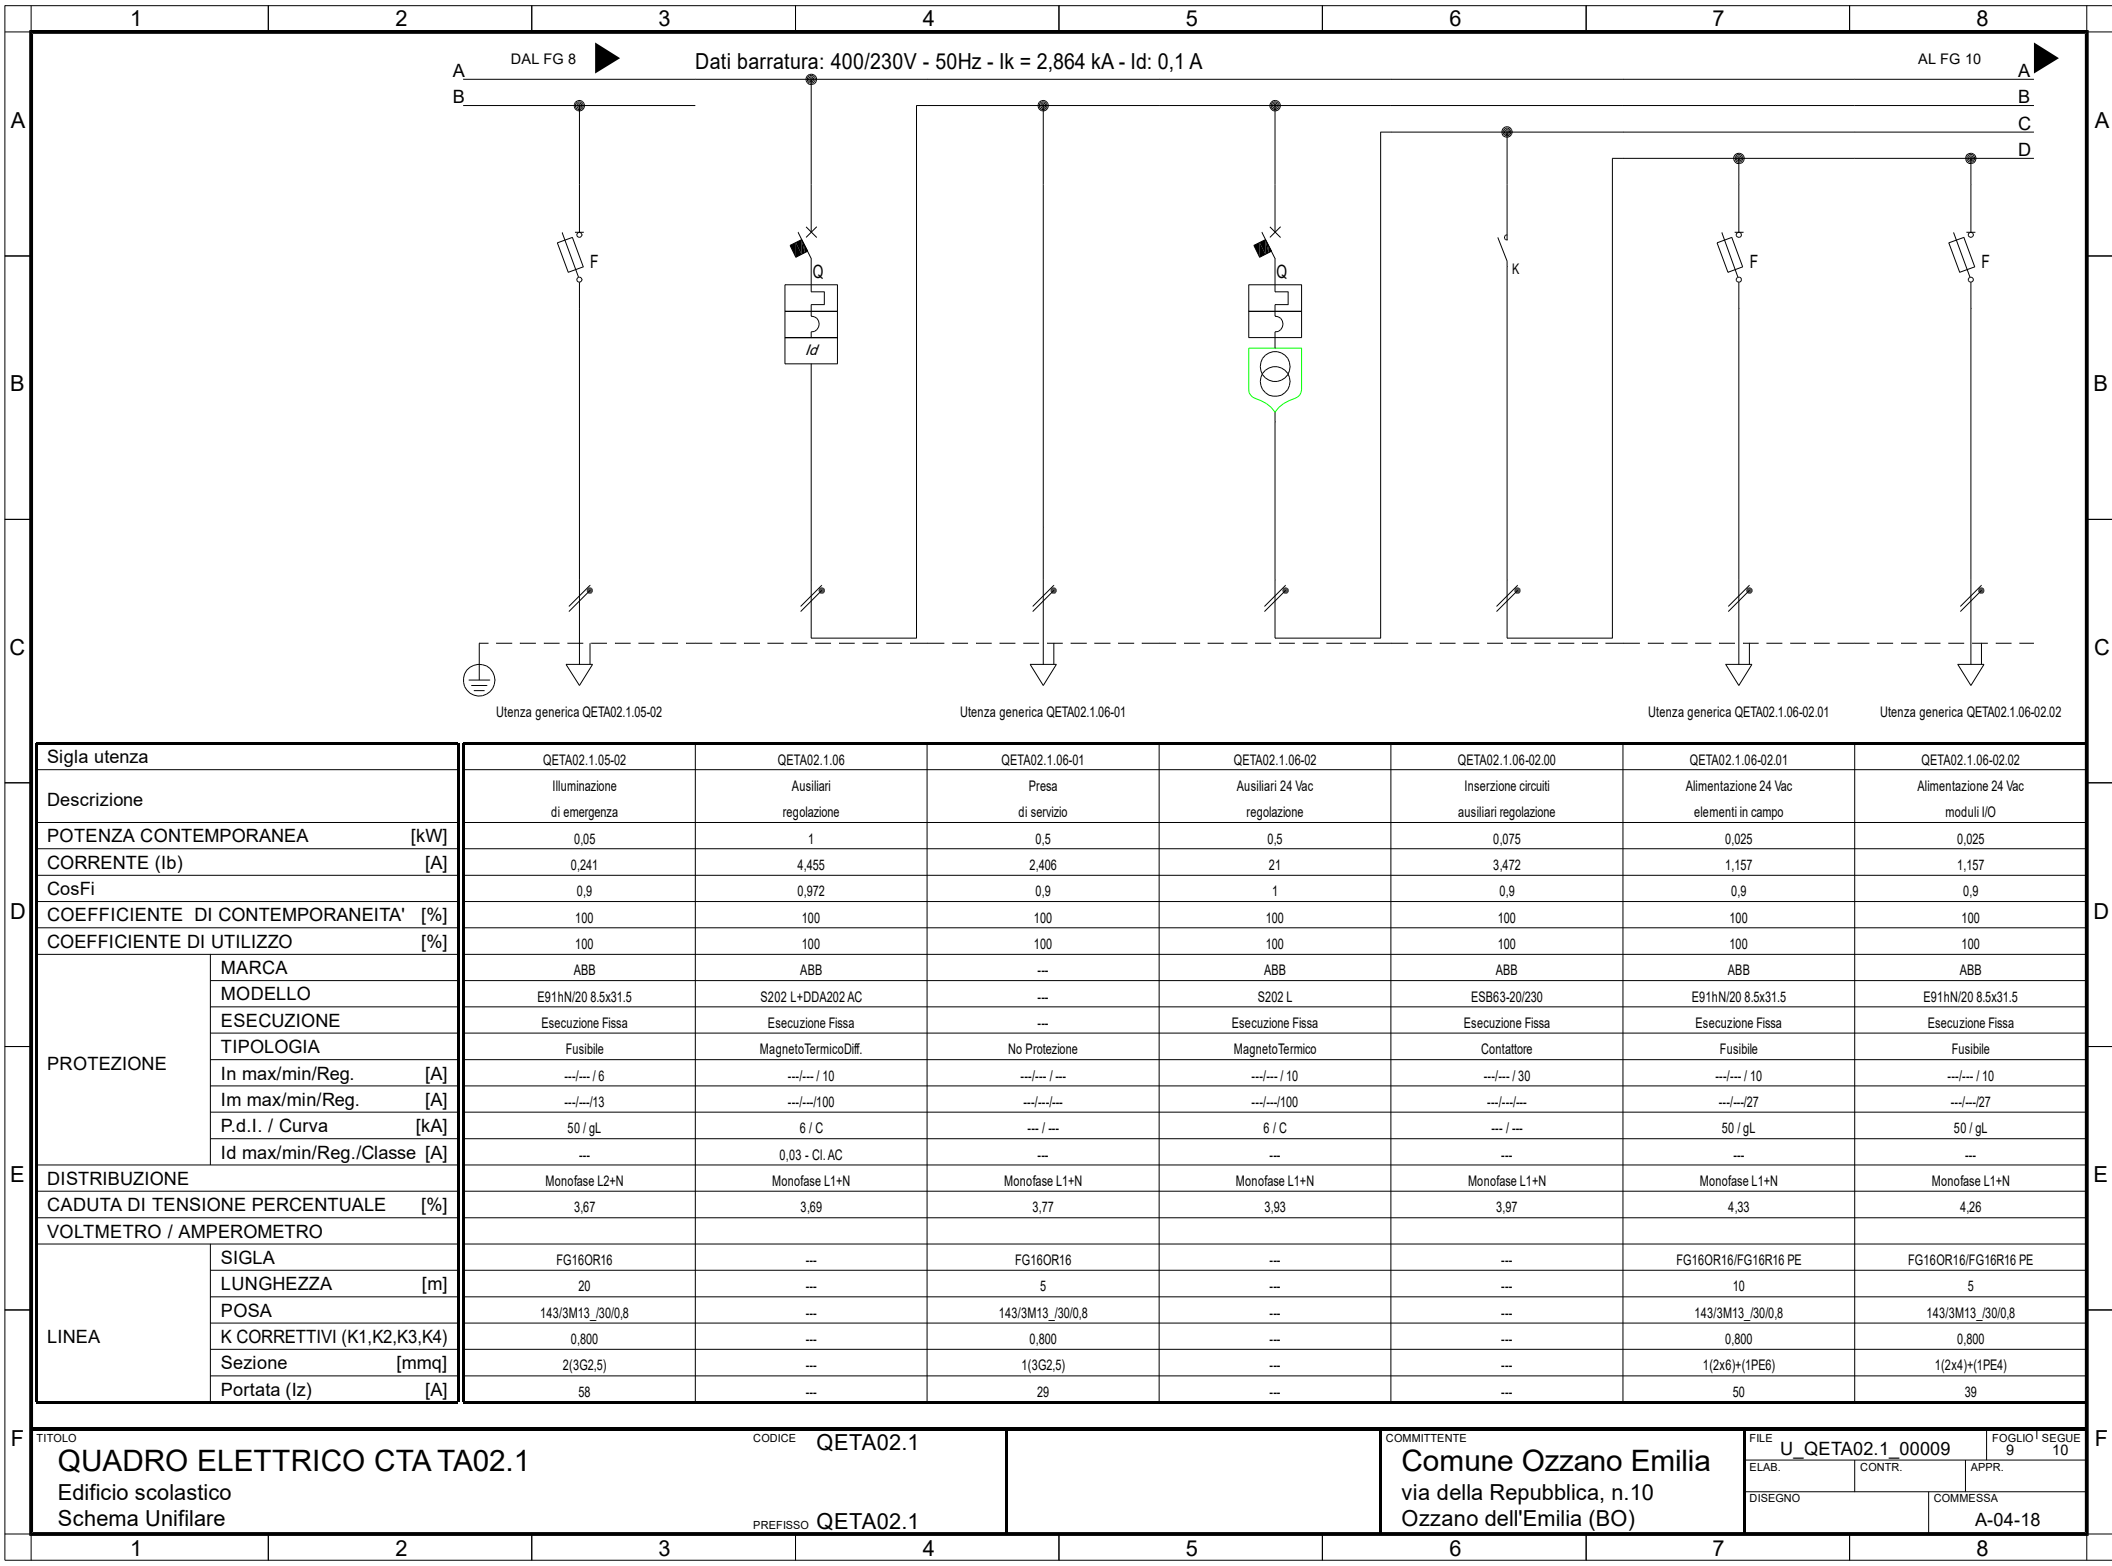 1 2 3 4 5 6 7 8
DAL FG 8 Dati barratura: 400/230V - 50Hz - Ik = 2,864 kA - Id: 0,1 A AL FG 10
A A
B B
C
D
A A
F Q Q K F F
Id
B B
C C
Utenza generica QETA02.1.05-02 Utenza generica QETA02.1.06-01 Utenza generica QETA02.1.06-02.01 Utenza generica QETA02.1.06-02.02
Sigla utenza QETA02.1.05-02 QETA02.1.06 QETA02.1.06-01 QETA02.1.06-02 QETA02.1.06-02.00 QETA02.1.06-02.01 QETA02.1.06-02.02
Descrizione
Illuminazione Ausiliari Presa Ausiliari 24 Vac Inserzione circuiti Alimentazione 24 Vac Alimentazione 24 Vac
di emergenza regolazione di servizio regolazione ausiliari regolazione elementi in campo moduli I/O
POTENZA CONTEMPORANEA [kW] 0,05 1 0,5 0,5 0,075 0,025 0,025
CORRENTE (Ib) [A] 0,241 4,455 2,406 21 3,472 1,157 1,157
CosFi 0,9 0,972 0,9 1 0,9 0,9 0,9
D D
COEFFICIENTE DI CONTEMPORANEITA' [%] 100 100 100 100 100 100 100
COEFFICIENTE DI UTILIZZO [%] 100 100 100 100 100 100 100
PROTEZIONE
MARCA ABB ABB --- ABB ABB ABB ABB
MODELLO E91hN/20 8.5x31.5 S202 L+DDA202 AC --- S202 L ESB63-20/230 E91hN/20 8.5x31.5 E91hN/20 8.5x31.5
ESECUZIONE Esecuzione Fissa Esecuzione Fissa --- Esecuzione Fissa Esecuzione Fissa Esecuzione Fissa Esecuzione Fissa
TIPOLOGIA Fusibile MagnetoTermicoDiff. No Protezione MagnetoTermico Contattore Fusibile Fusibile
In max/min/Reg. [A] ---/--- / 6 ---/--- / 10 ---/--- / --- ---/--- / 10 ---/--- / 30 ---/--- / 10 ---/--- / 10
Im max/min/Reg. [A] ---/---/13 ---/---/100 ---/---/--- ---/---/100 ---/---/--- ---/---/27 ---/---/27
P.d.I. / Curva [kA] 50 / gL 6 / C --- / --- 6 / C --- / --- 50 / gL 50 / gL
Id max/min/Reg./Classe [A] --- 0,03 - Cl. AC --- --- --- --- ---
E E
DISTRIBUZIONE Monofase L2+N Monofase L1+N Monofase L1+N Monofase L1+N Monofase L1+N Monofase L1+N Monofase L1+N
CADUTA DI TENSIONE PERCENTUALE [%] 3,67 3,69 3,77 3,93 3,97 4,33 4,26
VOLTMETRO / AMPEROMETRO
LINEA
SIGLA FG16OR16 --- FG16OR16 --- --- FG16OR16/FG16R16 PE FG16OR16/FG16R16 PE
LUNGHEZZA [m] 20 --- 5 --- --- 10 5
POSA 143/3M13_/30/0,8 --- 143/3M13_/30/0,8 --- --- 143/3M13_/30/0,8 143/3M13_/30/0,8
K CORRETTIVI (K1,K2,K3,K4) 0,800 --- 0,800 --- --- 0,800 0,800
Sezione [mmq] 2(3G2,5) --- 1(3G2,5) --- --- 1(2x6)+(1PE6) 1(2x4)+(1PE4)
Portata (Iz) [A] 58 --- 29 --- --- 50 39
F F
TITOLO
QUADRO ELETTRICO CTA TA02.1
Edificio scolastico
Schema Unifilare
CODICE QETA02.1
PREFISSO QETA02.1
COMMITTENTE
Comune Ozzano Emilia
via della Repubblica, n.10
Ozzano dell'Emilia (BO)
FILE U_QETA02.1_00009
FOGLIO SEGUE
9 10
ELAB. CONTR. APPR.
DISEGNO COMMESSA
A-04-18
1 2 3 4 5 6 7 8